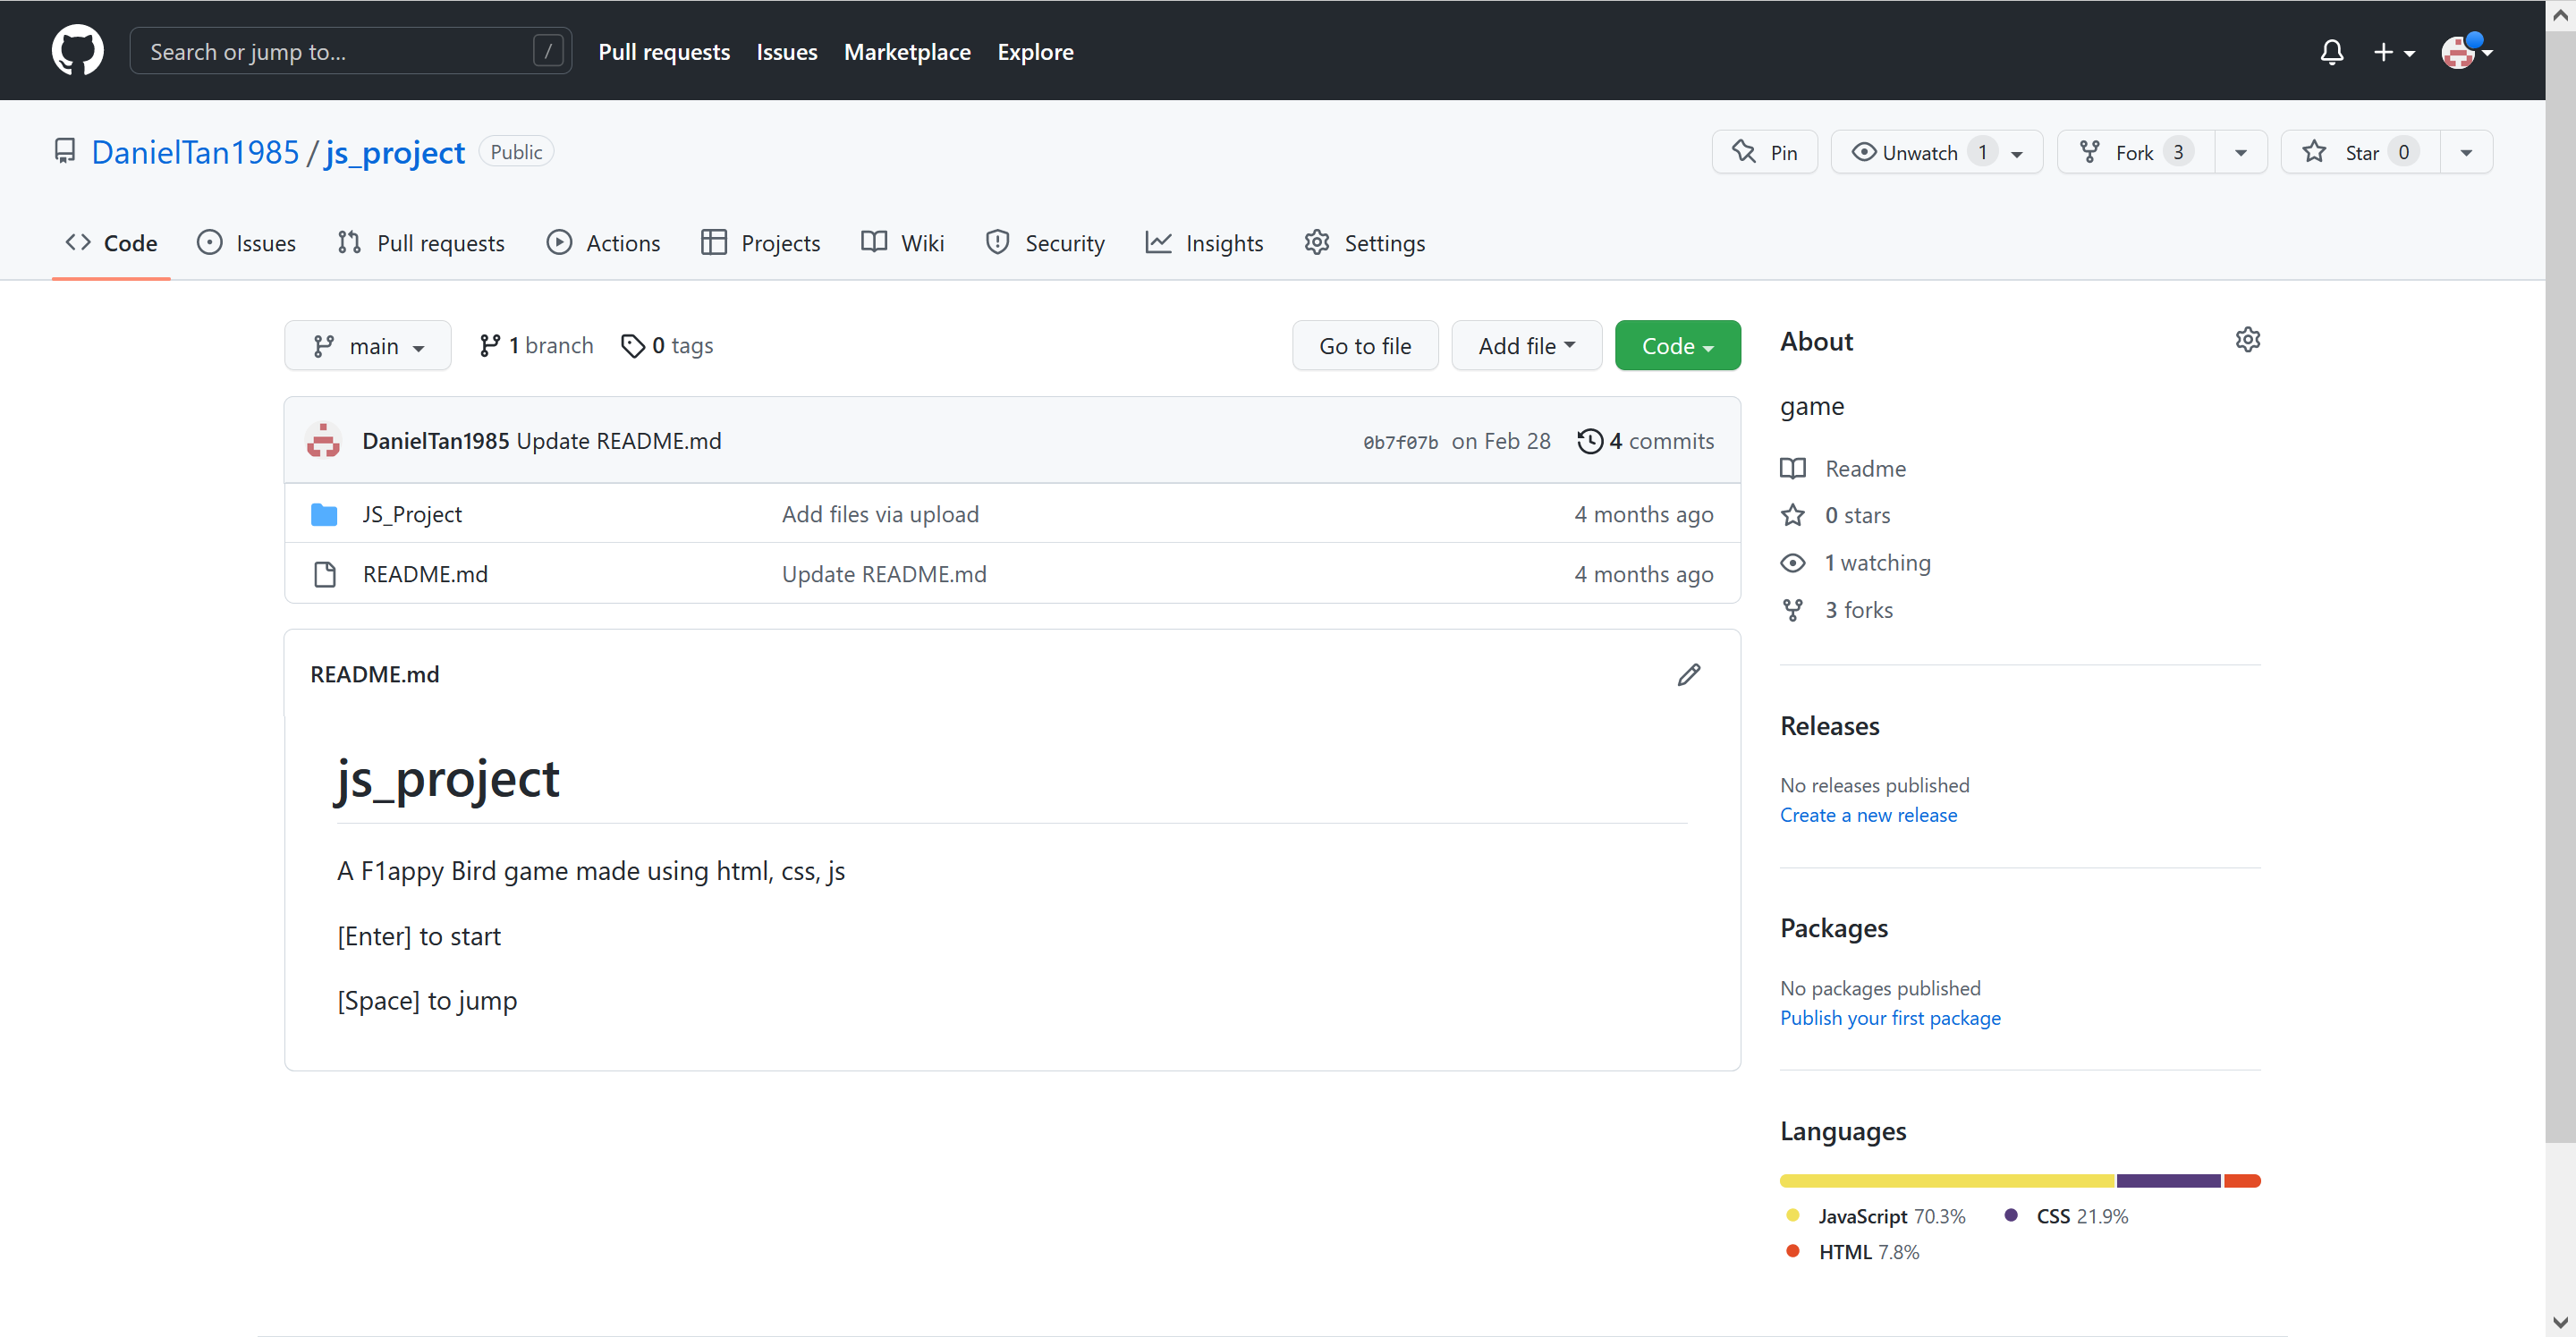 Search or jump to... /
Pull requests Issues Marketplace Explore
DanielTan1985 / js_project Public
Pin Unwatch 1 Fork 3 Star 0
Code Issues Pull requests Actions Projects Wiki Security Insights Settings
main 1 branch 0 tags Go to file Add file Code
DanielTan1985 Update README.md 0b7f07b on Feb 28 4 commits
JS_Project Add files via upload 4 months ago
README.md Update README.md 4 months ago
README.md
js_project
A F1appy Bird game made using html, css, js
[Enter] to start
[Space] to jump
About
game
Readme
0 stars
1 watching
3 forks
Releases
No releases published
Create a new release
Packages
No packages published
Publish your first package
Languages
JavaScript 70.3% CSS 21.9%
HTML 7.8%